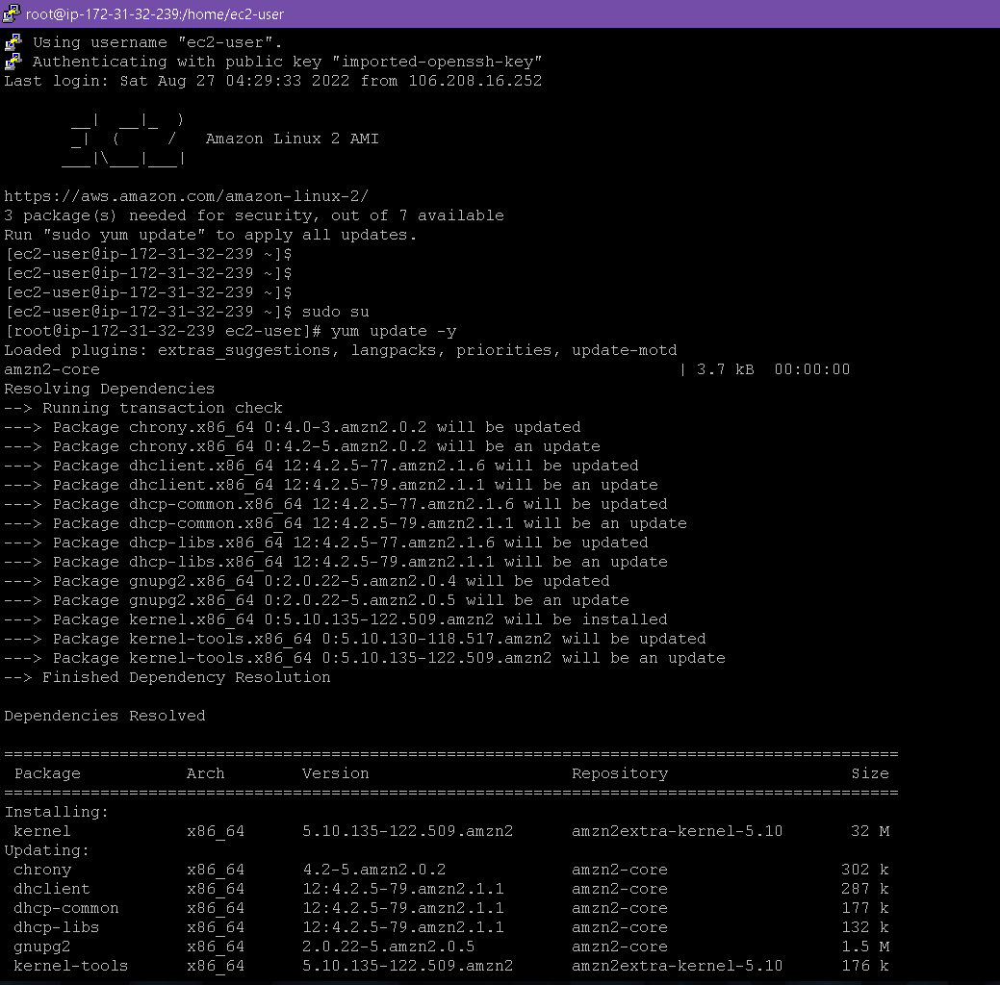 root@ip-172-31-32-239:/home/ec2-user
Using username "ec2-user".
Authenticating with public key "imported-openssh-key"
Last login: Sat Aug 27 04:29:33 2022 from 106.208.16.252
       __|  __|_  )
       _|  (     /   Amazon Linux 2 AMI
      ___|\___|___|
https://aws.amazon.com/amazon-linux-2/
3 package(s) needed for security, out of 7 available
Run "sudo yum update" to apply all updates.
[ec2-user@ip-172-31-32-239 ~]$
[ec2-user@ip-172-31-32-239 ~]$
[ec2-user@ip-172-31-32-239 ~]$
[ec2-user@ip-172-31-32-239 ~]$ sudo su
[root@ip-172-31-32-239 ec2-user]# yum update -y
Loaded plugins: extras_suggestions, langpacks, priorities, update-motd
amzn2-core | 3.7 kB 00:00:00
Resolving Dependencies
--> Running transaction check
---> Package chrony.x86_64 0:4.0-3.amzn2.0.2 will be updated
---> Package chrony.x86_64 0:4.2-5.amzn2.0.2 will be an update
---> Package dhclient.x86_64 12:4.2.5-77.amzn2.1.6 will be updated
---> Package dhclient.x86_64 12:4.2.5-79.amzn2.1.1 will be an update
---> Package dhcp-common.x86_64 12:4.2.5-77.amzn2.1.6 will be updated
---> Package dhcp-common.x86_64 12:4.2.5-79.amzn2.1.1 will be an update
---> Package dhcp-libs.x86_64 12:4.2.5-77.amzn2.1.6 will be updated
---> Package dhcp-libs.x86_64 12:4.2.5-79.amzn2.1.1 will be an update
---> Package gnupg2.x86_64 0:2.0.22-5.amzn2.0.4 will be updated
---> Package gnupg2.x86_64 0:2.0.22-5.amzn2.0.5 will be an update
---> Package kernel.x86_64 0:5.10.135-122.509.amzn2 will be installed
---> Package kernel-tools.x86_64 0:5.10.130-118.517.amzn2 will be updated
---> Package kernel-tools.x86_64 0:5.10.135-122.509.amzn2 will be an update
--> Finished Dependency Resolution
Dependencies Resolved
=============================================================================================
Package Arch Version Repository Size
=============================================================================================
Installing:
kernel x86_64 5.10.135-122.509.amzn2 amzn2extra-kernel-5.10 32 M
Updating:
chrony x86_64 4.2-5.amzn2.0.2 amzn2-core 302 k
dhclient x86_64 12:4.2.5-79.amzn2.1.1 amzn2-core 287 k
dhcp-common x86_64 12:4.2.5-79.amzn2.1.1 amzn2-core 177 k
dhcp-libs x86_64 12:4.2.5-79.amzn2.1.1 amzn2-core 132 k
gnupg2 x86_64 2.0.22-5.amzn2.0.5 amzn2-core 1.5 M
kernel-tools x86_64 5.10.135-122.509.amzn2 amzn2extra-kernel-5.10 176 k